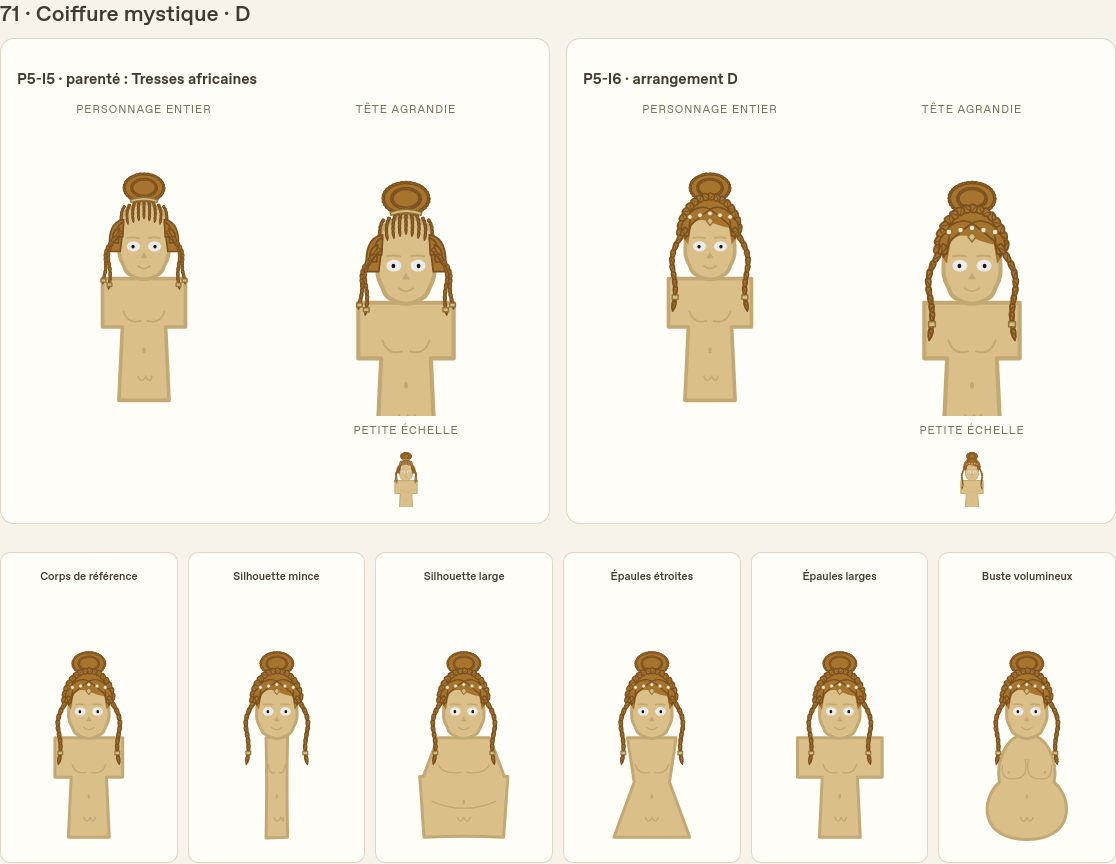 71 · Coiffure mystique · D
P5-I5 · parenté : Tresses africaines
PERSONNAGE ENTIER
TÊTE AGRANDIE
PETITE ÉCHELLE
P5-I6 · arrangement D
PERSONNAGE ENTIER
TÊTE AGRANDIE
PETITE ÉCHELLE
Corps de référence
Silhouette mince
Silhouette large
Épaules étroites
Épaules larges
Buste volumineux